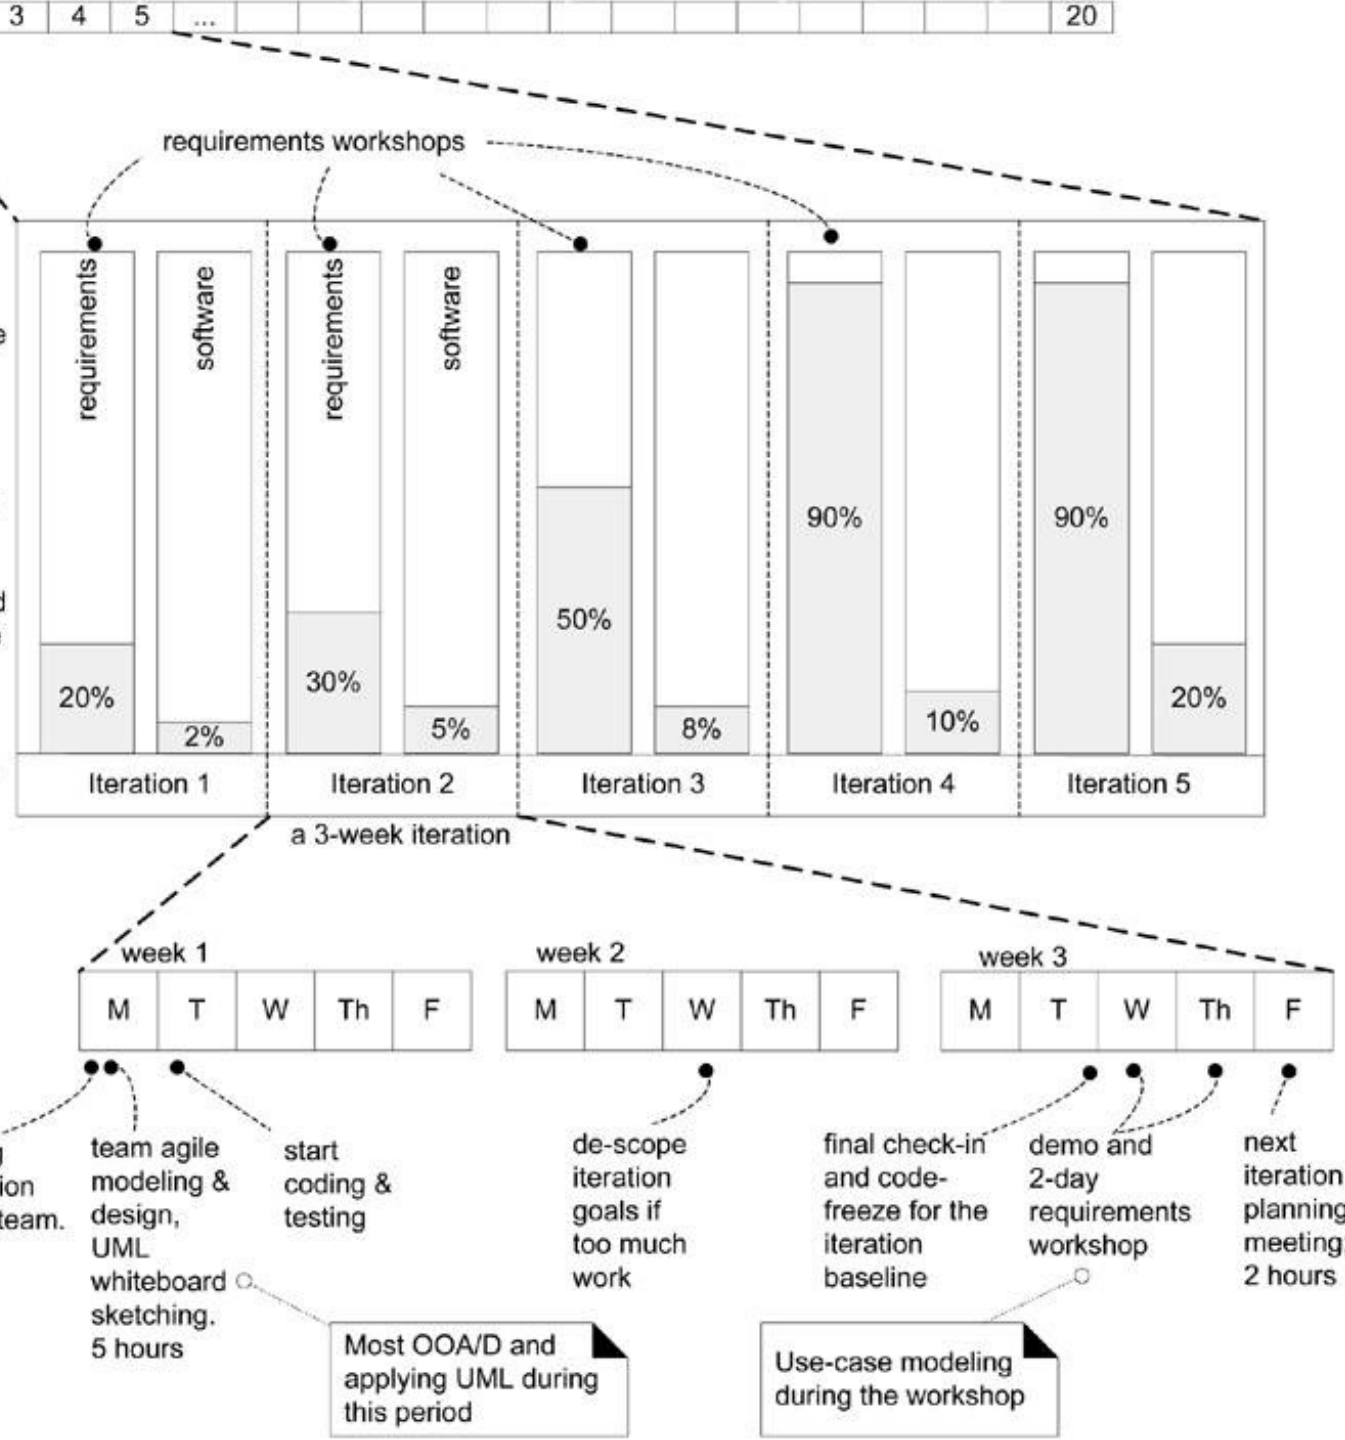 3 4 5 ... 20
requirements workshops
requirements
software
requirements
software
20%
2%
30%
5%
50%
8%
90%
10%
90%
20%
Iteration 1
Iteration 2
Iteration 3
Iteration 4
Iteration 5
a 3-week iteration
week 1
M T W Th F
week 2
M T W Th F
week 3
M T W Th F
team.
team agile
modeling &
design,
UML
whiteboard
sketching.
5 hours
start
coding &
testing
de-scope
iteration
goals if
too much
work
final check-in
and code-
freeze for the
iteration
baseline
demo and
2-day
requirements
workshop
next
iteration
planning
meeting
2 hours
Most OOA/D and
applying UML during
this period
Use-case modeling
during the workshop